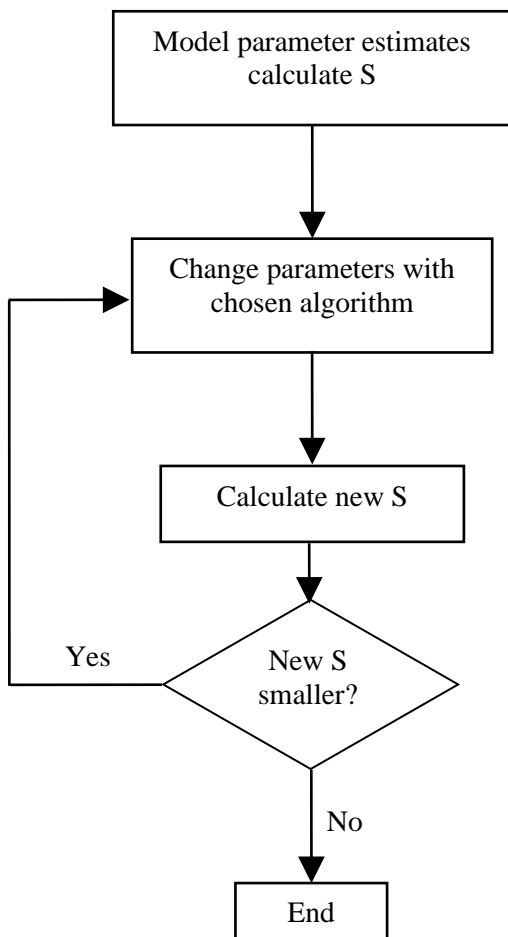 Model parameter estimates
calculate S
Change parameters with
chosen algorithm
Calculate new S
Yes
New S
smaller?
No
End